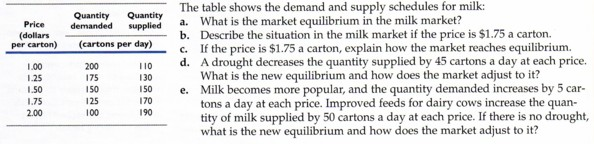 Price
(dollars
per carton)
Quantity
demanded
Quantity
supplied
(cartons per day)
1.00 200 110
1.25 175 130
1.50 150 150
1.75 125 170
2.00 100 190
The table shows the demand and supply schedules for milk:
a. What is the market equilibrium in the milk market?
b. Describe the situation in the milk market if the price is $1.75 a carton.
c. If the price is $1.75 a carton, explain how the market reaches equilibrium.
d. A drought decreases the quantity supplied by 45 cartons a day at each price.
What is the new equilibrium and how does the market adjust to it?
e. Milk becomes more popular, and the quantity demanded increases by 5 car-
tons a day at each price. Improved feeds for dairy cows increase the quan-
tity of milk supplied by 50 cartons a day at each price. If there is no drought,
what is the new equilibrium and how does the market adjust to it?